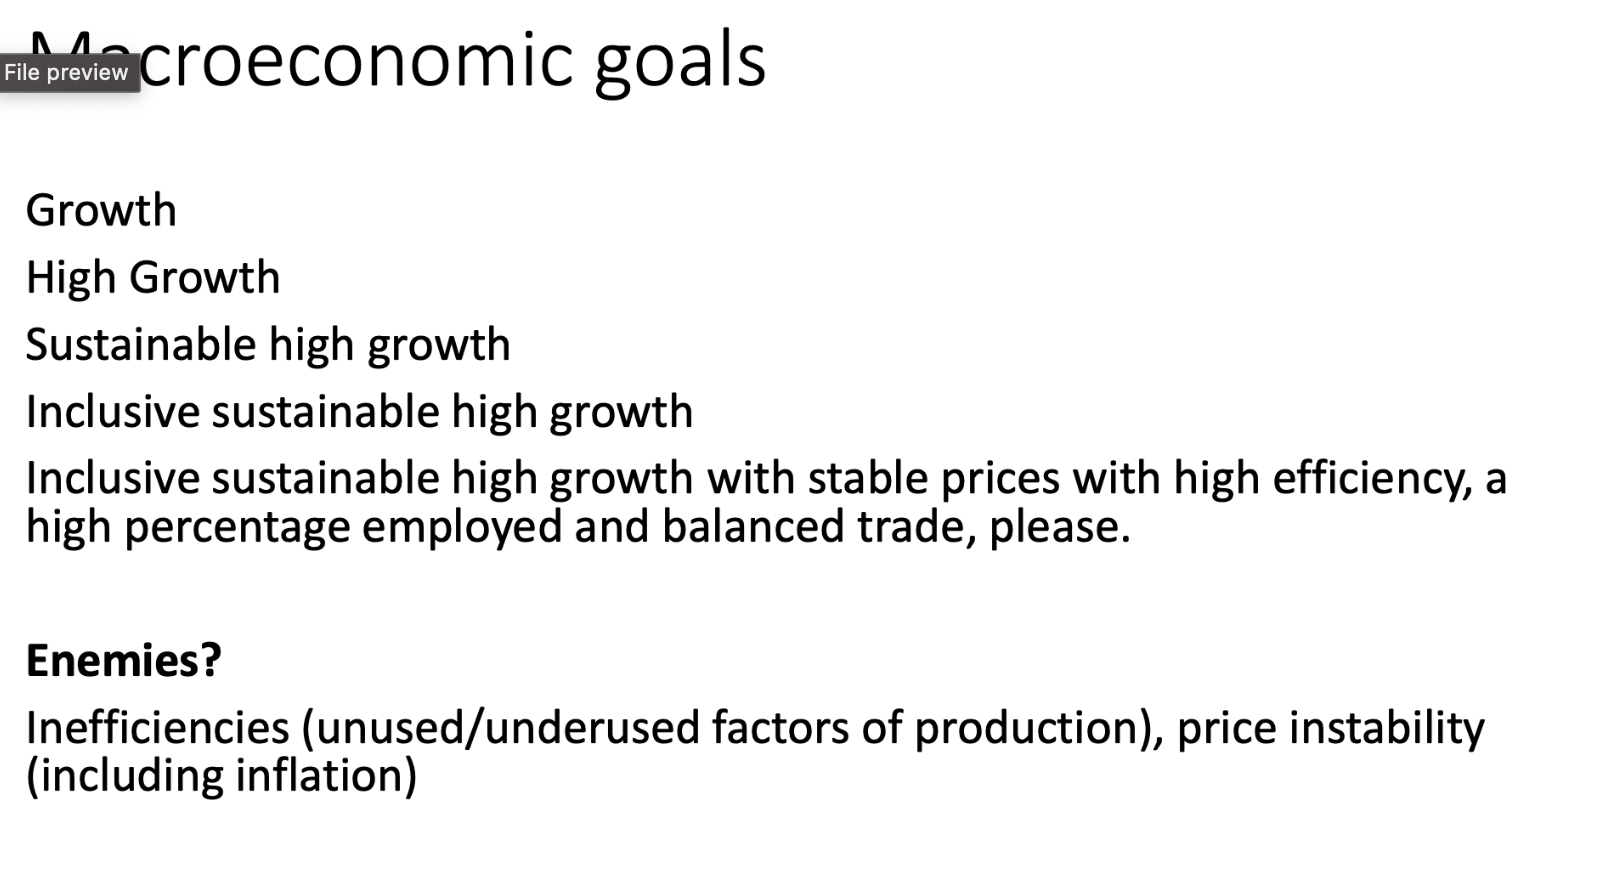 Macroeconomic goals
File preview
Growth
High Growth
Sustainable high growth
Inclusive sustainable high growth
Inclusive sustainable high growth with stable prices with high efficiency, a
high percentage employed and balanced trade, please.
Enemies?
Inefficiencies (unused/underused factors of production), price instability
(including inflation)